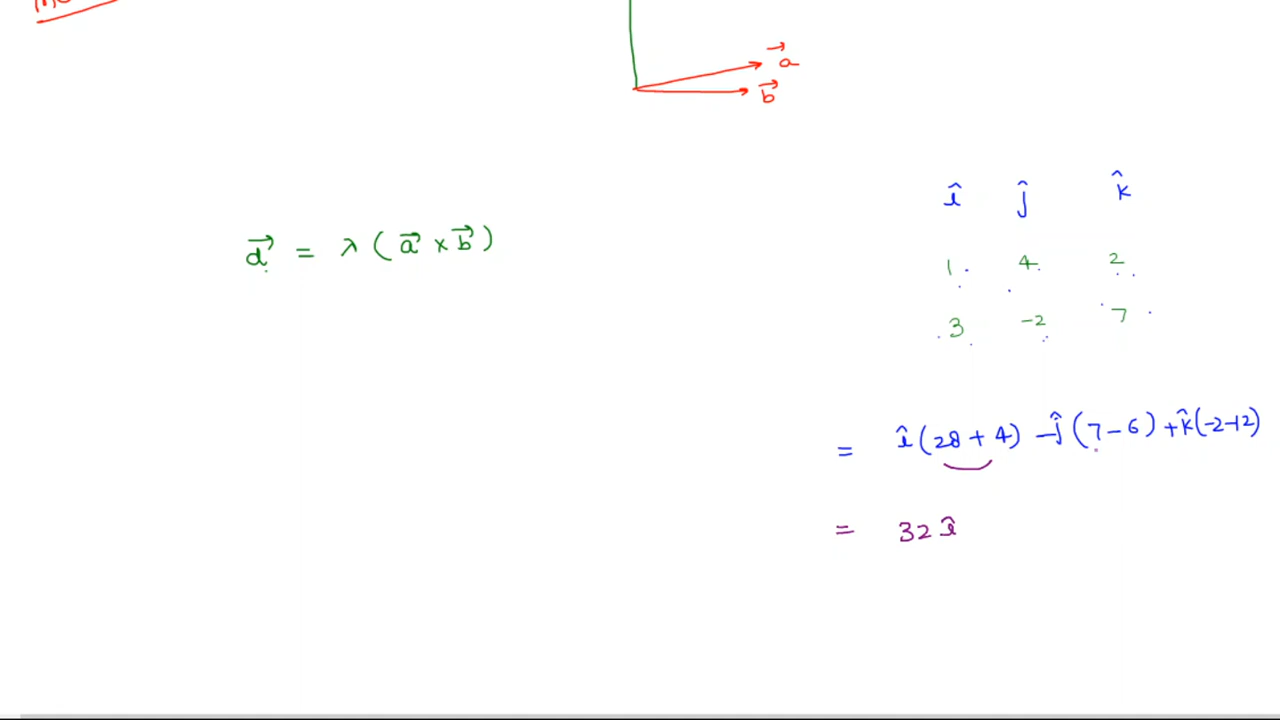 a⃗
b⃗
î ĵ k̂
d⃗ = λ ( a⃗ × b⃗ )
1 4 2
3 -2 7
= î ( 28 + 4 ) - ĵ ( 7 - 6 ) + k̂ ( -2 -12 )
= 32 î